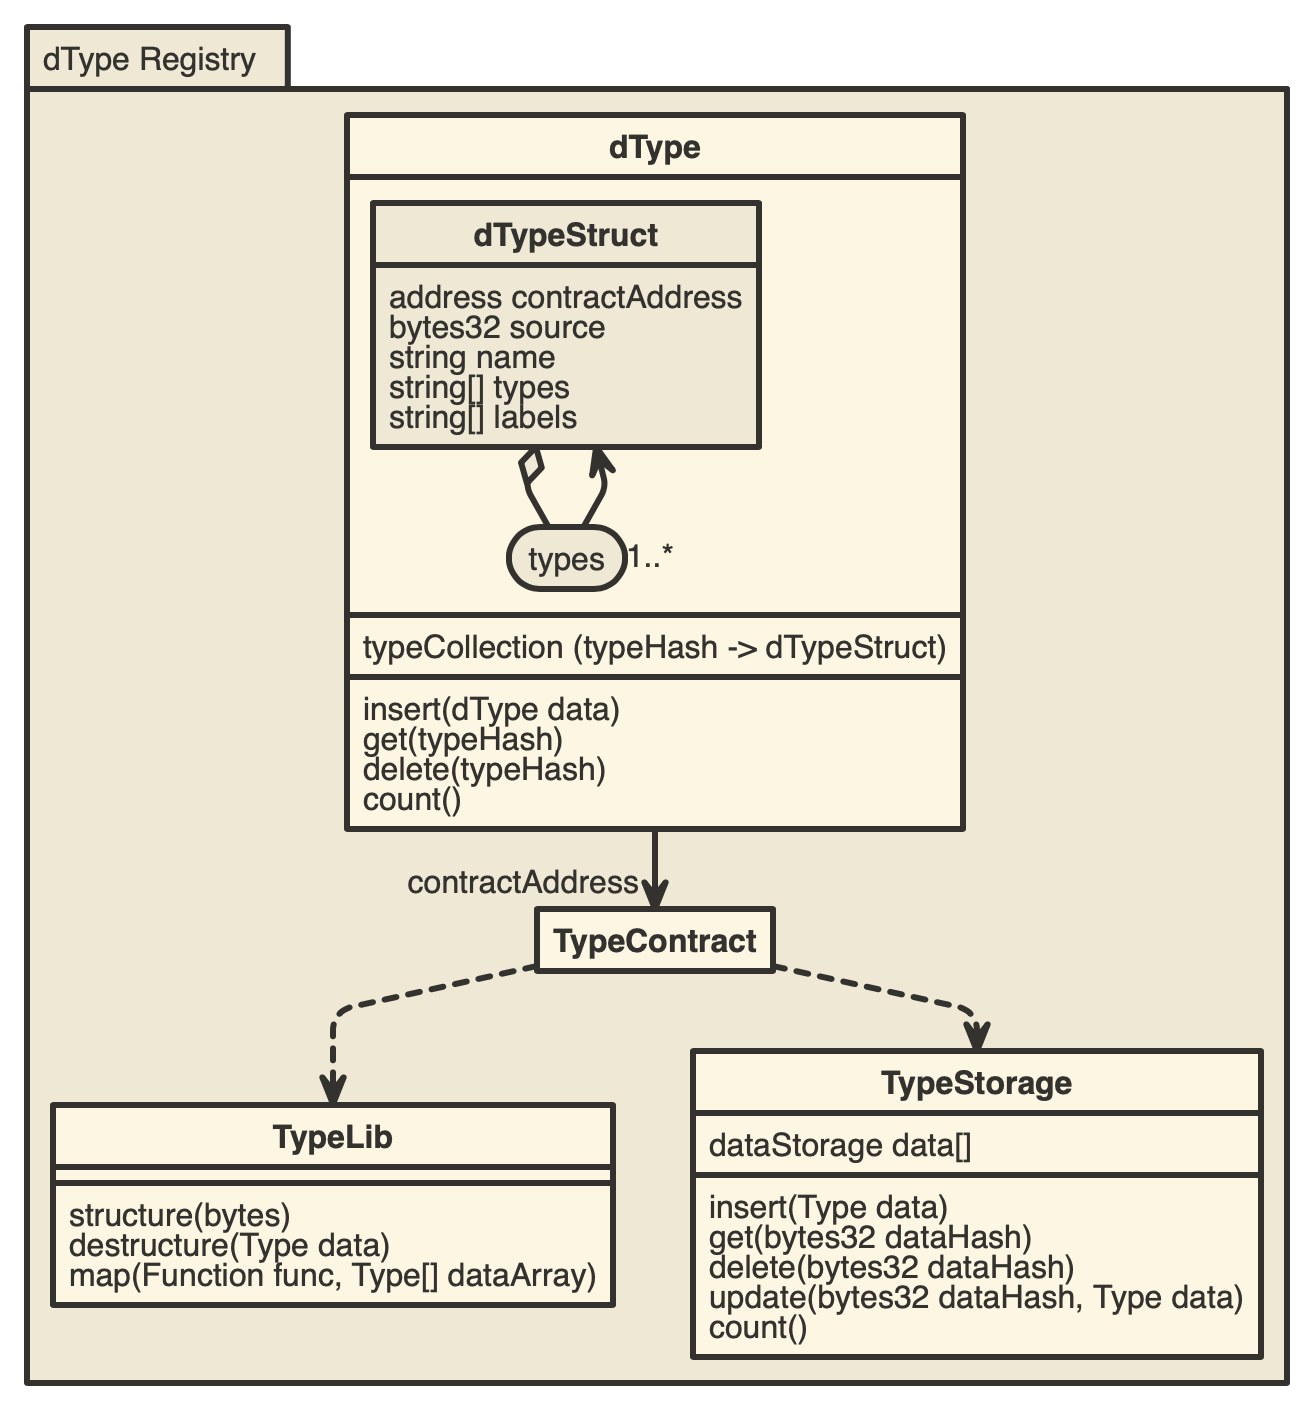 dType Registry
dType
dTypeStruct
address contractAddress
bytes32 source
string name
string[] types
string[] labels
types
1..*
typeCollection (typeHash -> dTypeStruct)
insert(dType data)
get(typeHash)
delete(typeHash)
count()
contractAddress
TypeContract
TypeLib
structure(bytes)
destructure(Type data)
map(Function func, Type[] dataArray)
TypeStorage
dataStorage data[]
insert(Type data)
get(bytes32 dataHash)
delete(bytes32 dataHash)
update(bytes32 dataHash, Type data)
count()